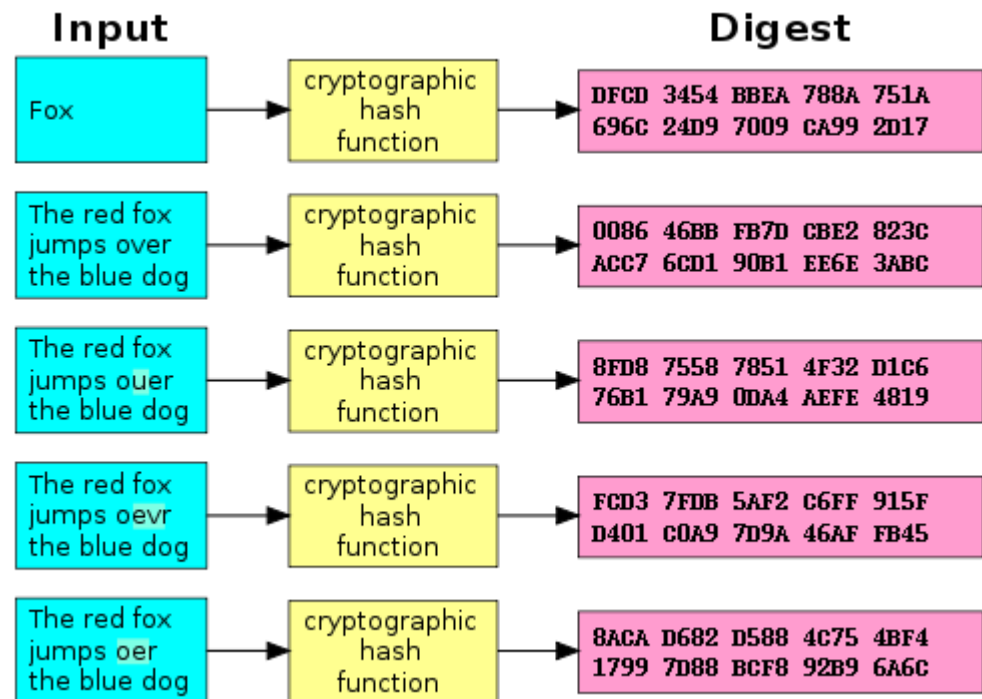 Input
Digest
Fox
cryptographic
hash
function
DFCD 3454 BBEA 788A 751A
696C 24D9 7009 CA99 2D17
The red fox
jumps over
the blue dog
cryptographic
hash
function
0086 46BB FB7D CBE2 823C
ACC7 6CD1 90B1 EE6E 3ABC
The red fox
jumps ouer
the blue dog
cryptographic
hash
function
8FD8 7558 7851 4F32 D1C6
76B1 79A9 0DA4 AEFE 4819
The red fox
jumps oevr
the blue dog
cryptographic
hash
function
FCD3 7FDB 5AF2 C6FF 915F
D401 C0A9 7D9A 46AF FB45
The red fox
jumps oer
the blue dog
cryptographic
hash
function
8ACA D682 D588 4C75 4BF4
1799 7D88 BCF8 92B9 6A6C